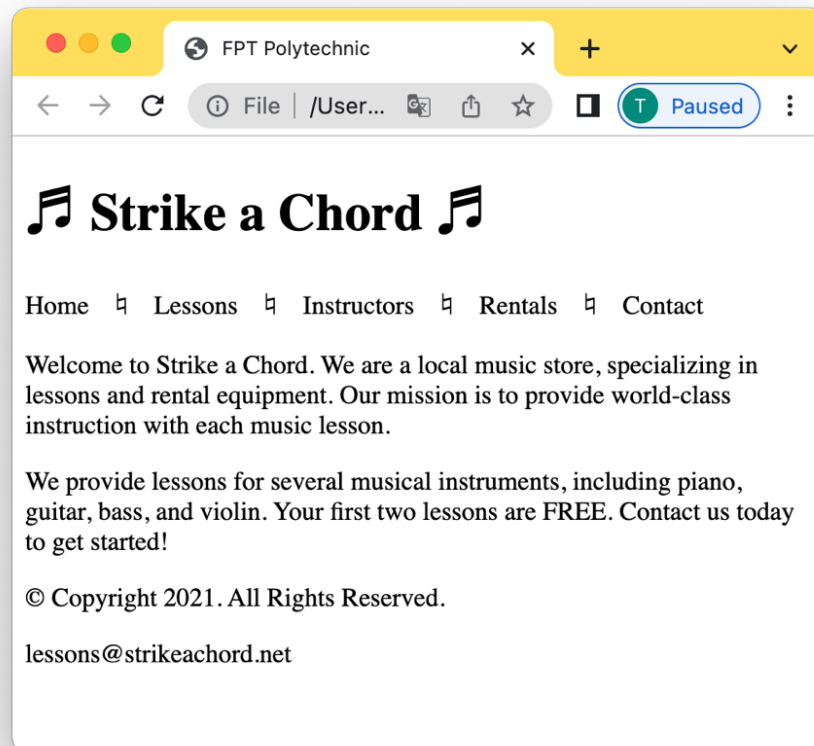 FPT Polytechnic
File | /User...
T Paused
♬ Strike a Chord ♬
Home ♮ Lessons ♮ Instructors ♮ Rentals ♮ Contact
Welcome to Strike a Chord. We are a local music store, specializing in
lessons and rental equipment. Our mission is to provide world-class
instruction with each music lesson.
We provide lessons for several musical instruments, including piano,
guitar, bass, and violin. Your first two lessons are FREE. Contact us today
to get started!
© Copyright 2021. All Rights Reserved.
lessons@strikeachord.net